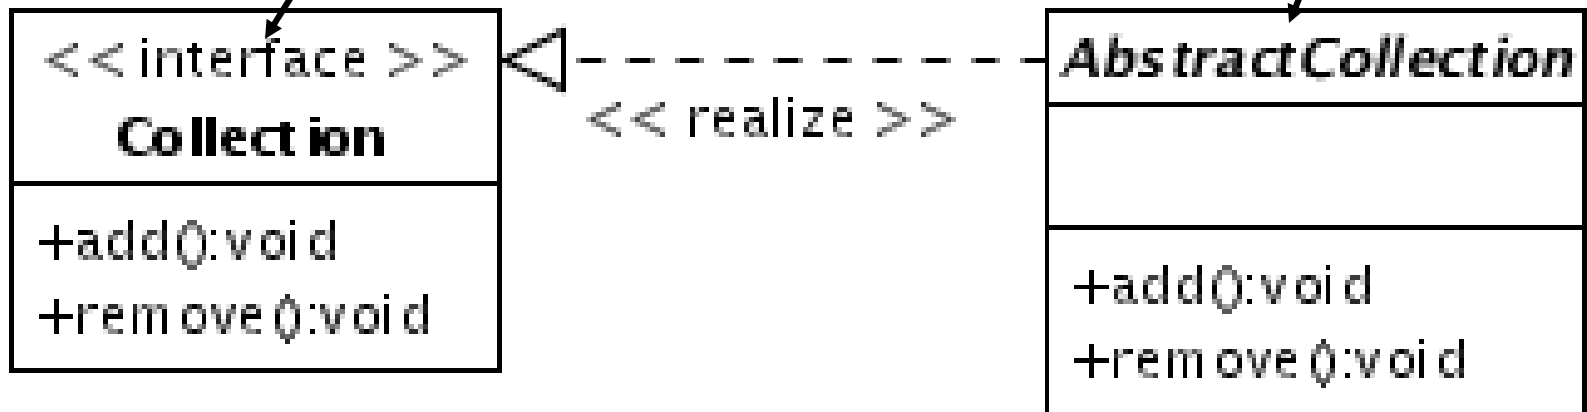 << interface >>
Collection
+add():void
+remove():void
<< realize >>
AbstractCollection
+add():void
+remove():void